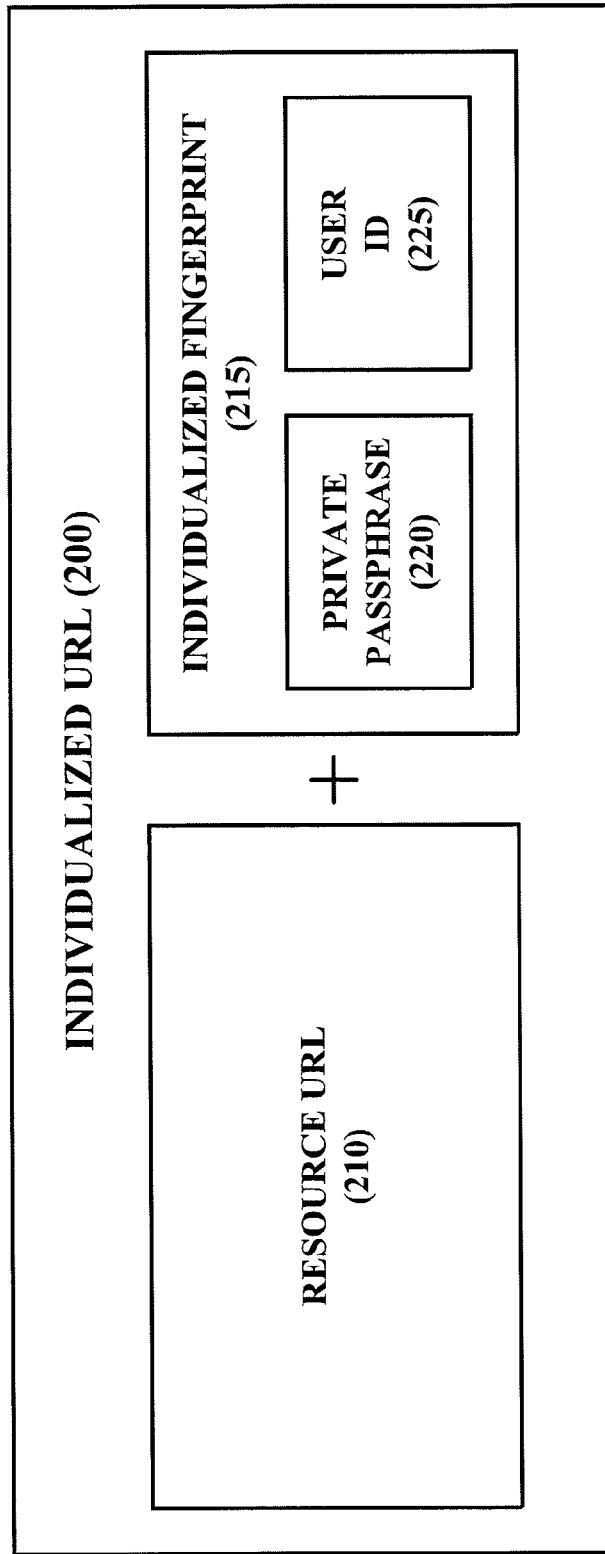 INDIVIDUALIZED URL (200)
RESOURCE URL
(210)
+
INDIVIDUALIZED FINGERPRINT
(215)
PRIVATE
PASSPHRASE
(220)
USER
ID
(225)